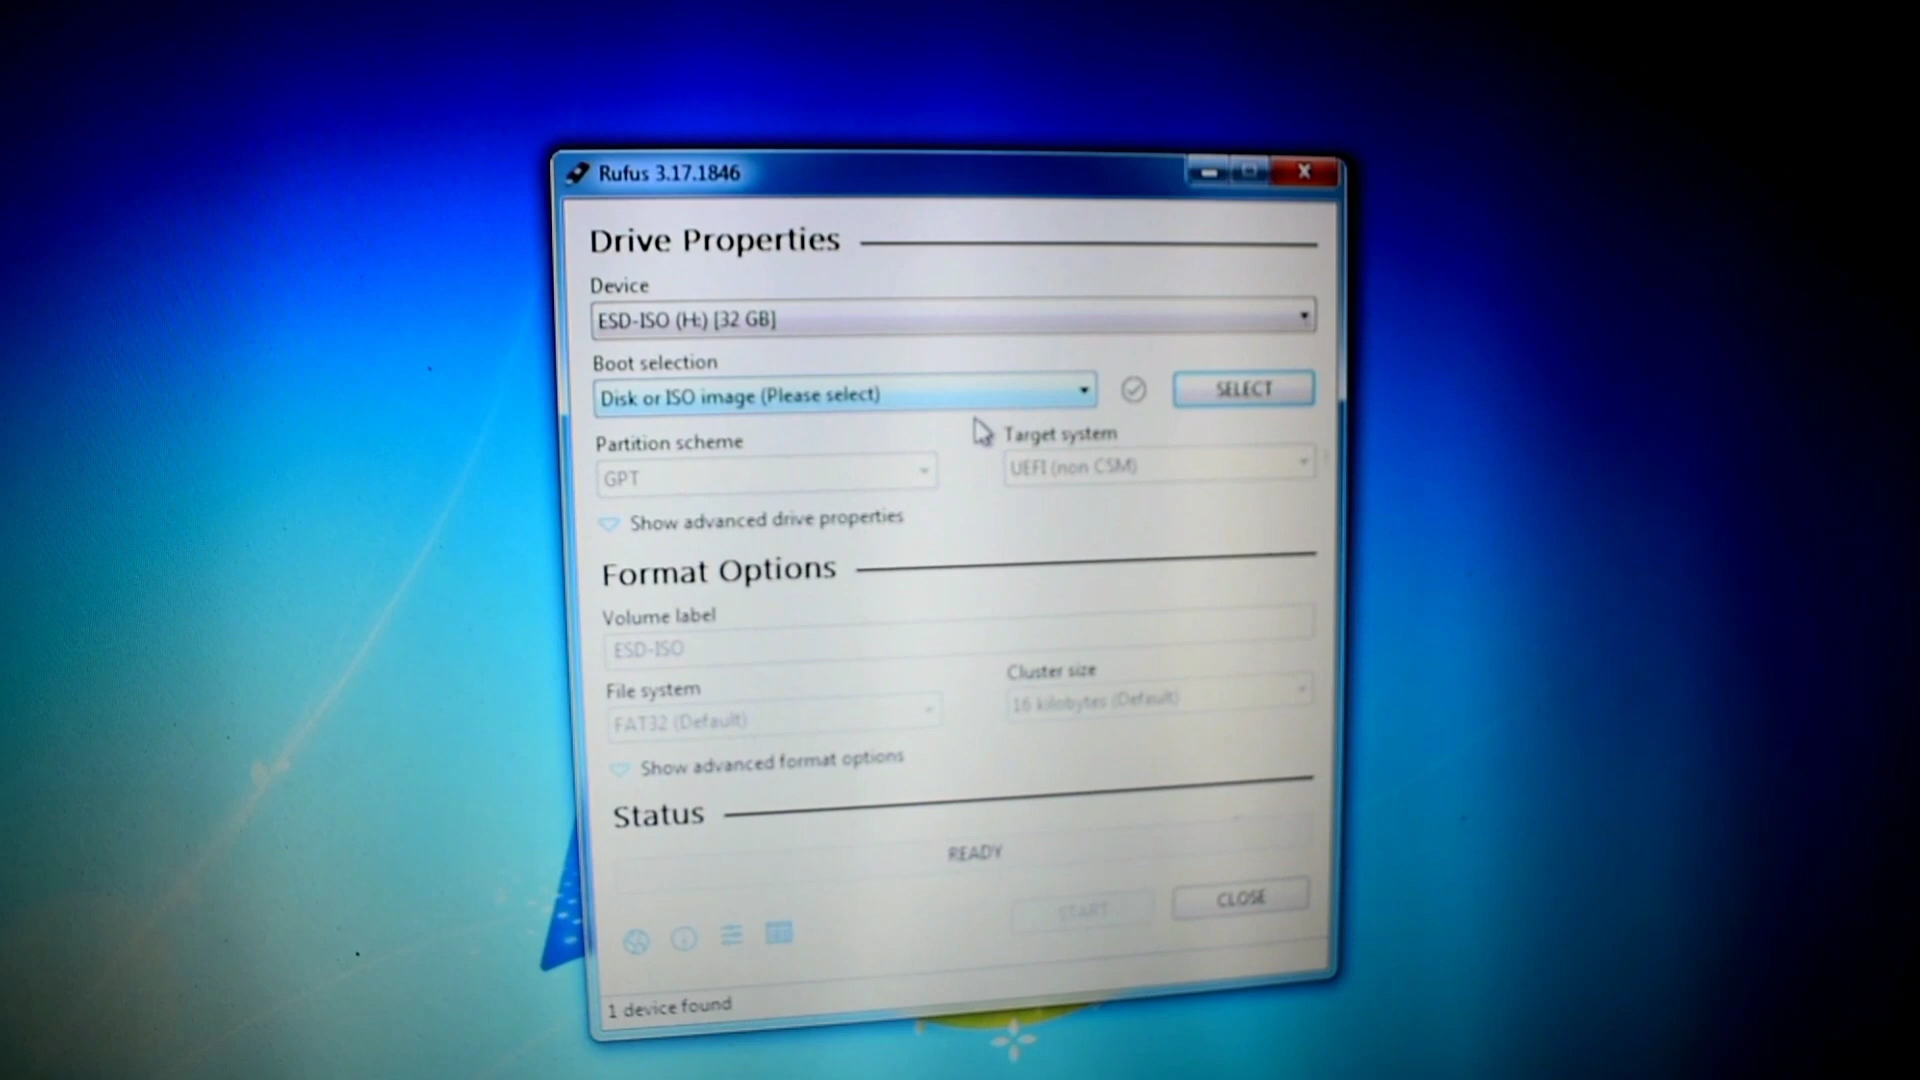 Rufus 3.17.1846
Drive Properties
Device
ESD-ISO (H:) [32 GB]
Boot selection
Disk or ISO image (Please select)
SELECT
Partition scheme
Target system
GPT
UEFI (non CSM)
Show advanced drive properties
Format Options
Volume label
ESD-ISO
File system
Cluster size
FAT32 (Default)
16 kilobytes (Default)
Show advanced format options
Status
READY
START
CLOSE
1 device found